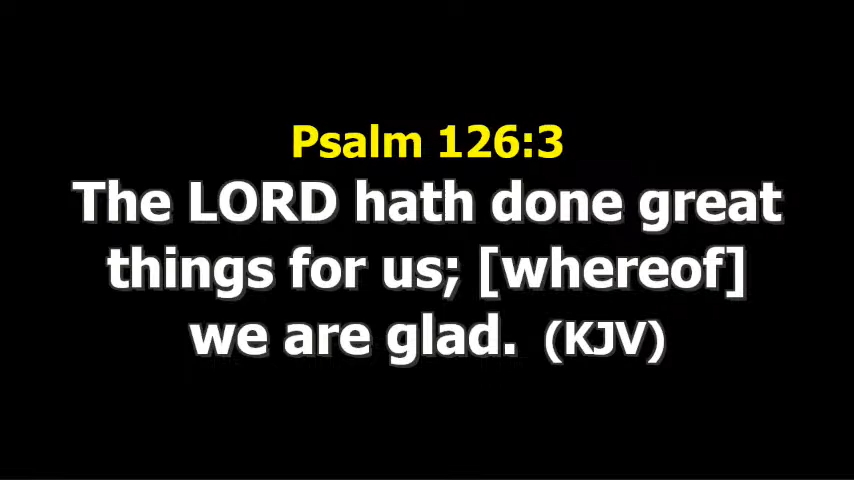 Psalm 126:3
The LORD hath done great
things for us; [whereof]
we are glad. (KJV)